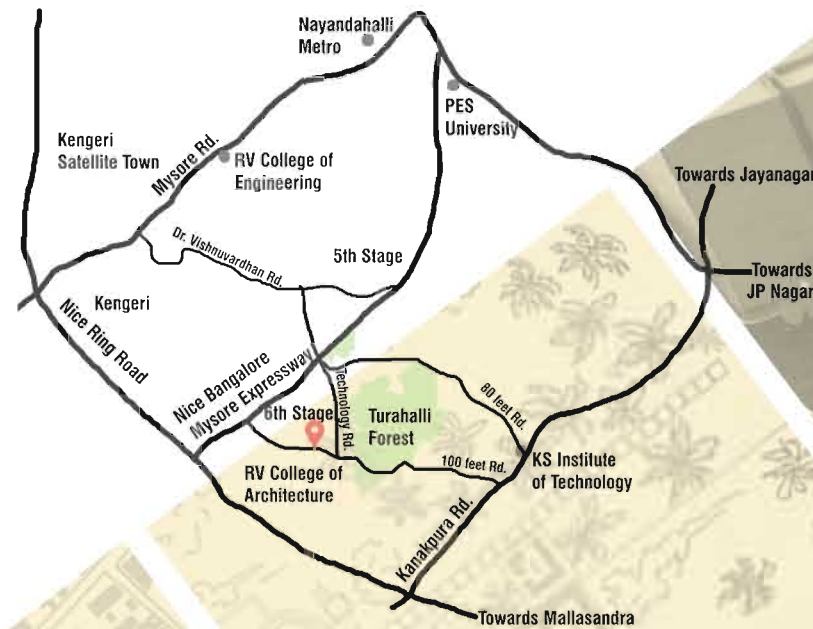 Nayandahalli
Metro
PES
University
Kengeri
Satellite Town
Mysore Rd.
RV College of
Engineering
Towards Jayanagar
Dr. Vishnuvardhan Rd.
5th Stage
Towards
JP Nagar
Kengeri
Nice Ring Road
Nice Bangalore
Mysore Expressway
Technology Rd.
6th Stage
Turahalli
Forest
80 feet Rd.
100 feet Rd.
KS Institute
of Technology
RV College of
Architecture
Kanakpura Rd.
Towards Mallasandra